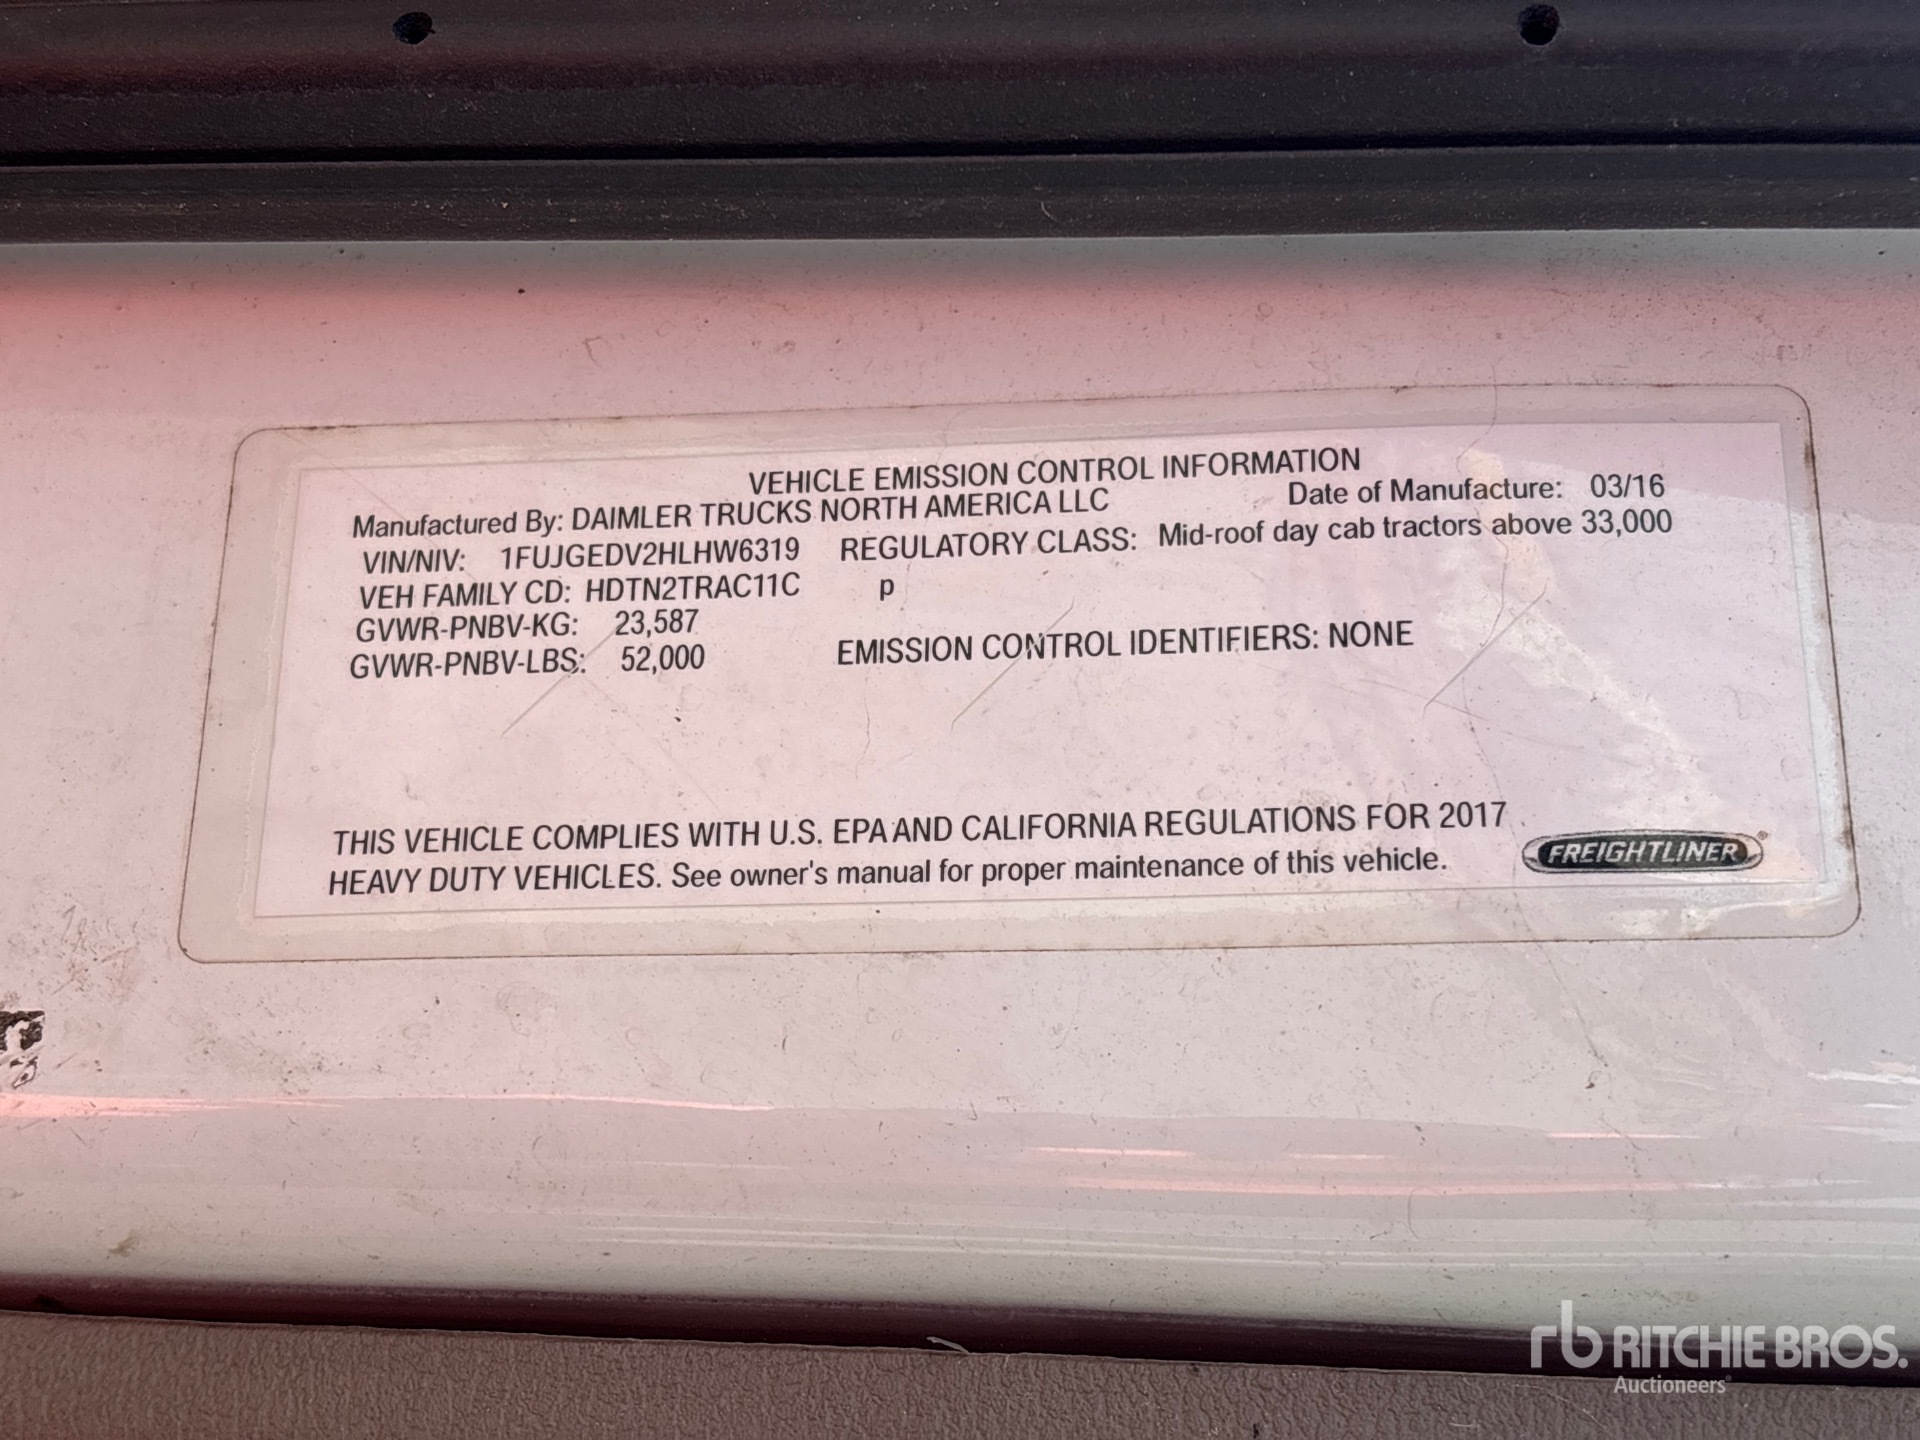 VEHICLE EMISSION CONTROL INFORMATION
Manufactured By: DAIMLER TRUCKS NORTH AMERICA LLC Date of Manufacture: 03/16
VIN/NIV: 1FUJGEDV2HLHW6319 REGULATORY CLASS: Mid-roof day cab tractors above 33,000
VEH FAMILY CD: HDTN2TRAC11C p
GVWR-PNBV-KG: 23,587
GVWR-PNBV-LBS: 52,000 EMISSION CONTROL IDENTIFIERS: NONE
THIS VEHICLE COMPLIES WITH U.S. EPA AND CALIFORNIA REGULATIONS FOR 2017
HEAVY DUTY VEHICLES. See owner's manual for proper maintenance of this vehicle.
FREIGHTLINER®
rb RITCHIE BROS.
Auctioneers®